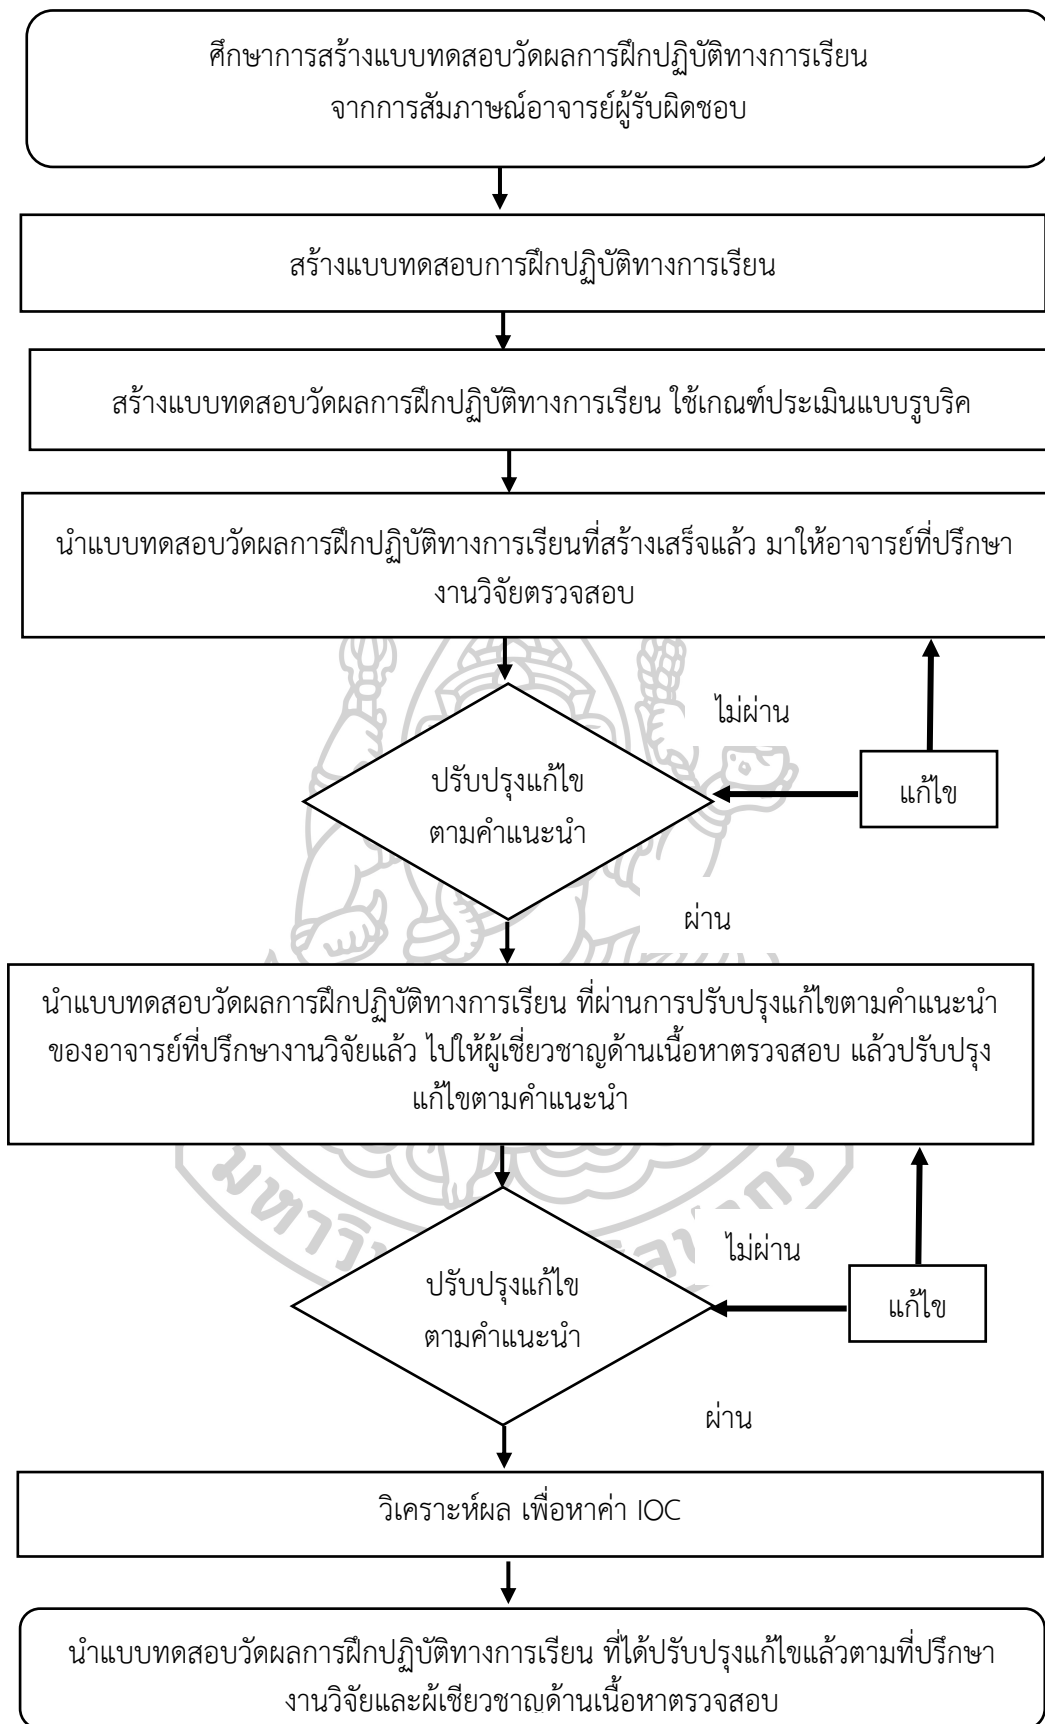 ศึกษาการสร้างแบบทดสอบวัดผลการฝึกปฏิบัติทางการเรียน
จากการสัมภาษณ์อาจารย์ผู้รับผิดชอบ
สร้างแบบทดสอบการฝึกปฏิบัติทางการเรียน
สร้างแบบทดสอบวัดผลการฝึกปฏิบัติทางการเรียน ใช้เกณฑ์ประเมินแบบรูบริค
นำแบบทดสอบวัดผลการฝึกปฏิบัติทางการเรียนที่สร้างเสร็จแล้ว มาให้อาจารย์ที่ปรึกษา
งานวิจัยตรวจสอบ
ไม่ผ่าน
ปรับปรุงแก้ไข
ตามคำแนะนำ
แก้ไข
ผ่าน
นำแบบทดสอบวัดผลการฝึกปฏิบัติทางการเรียน ที่ผ่านการปรับปรุงแก้ไขตามคำแนะนำ
ของอาจารย์ที่ปรึกษางานวิจัยแล้ว ไปให้ผู้เชี่ยวชาญด้านเนื้อหาตรวจสอบ แล้วปรับปรุง
แก้ไขตามคำแนะนำ
ไม่ผ่าน
ปรับปรุงแก้ไข
ตามคำแนะนำ
แก้ไข
ผ่าน
วิเคราะห์ผล เพื่อหาค่า IOC
นำแบบทดสอบวัดผลการฝึกปฏิบัติทางการเรียน ที่ได้ปรับปรุงแก้ไขแล้วตามที่ปรึกษา
งานวิจัยและผู้เชี่ยวชาญด้านเนื้อหาตรวจสอบ